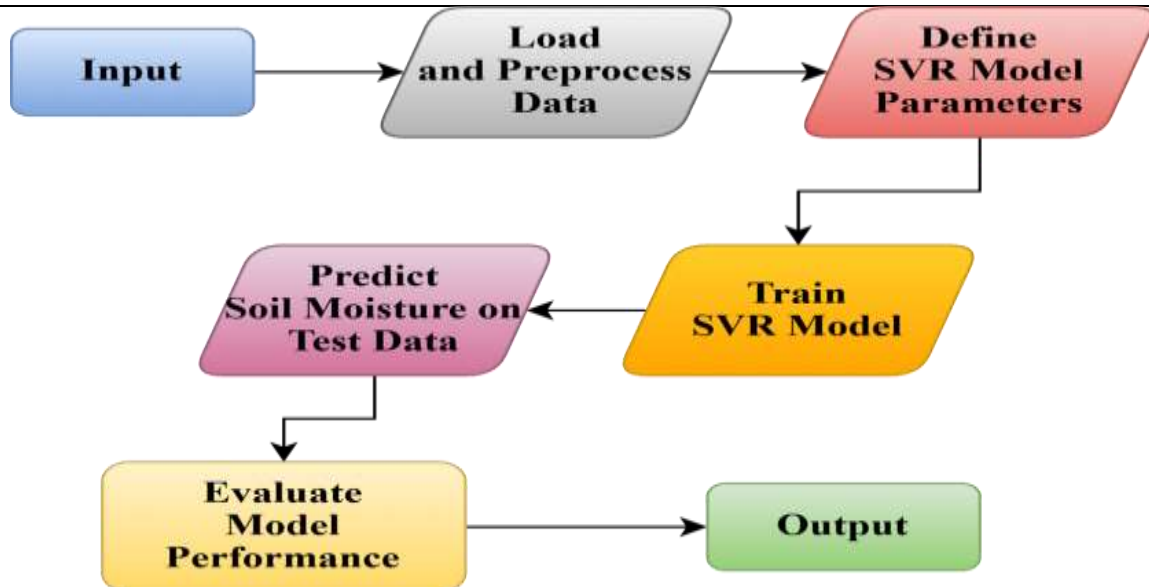 Input
Load
and Preprocess
Data
Define
SVR Model
Parameters
Train
SVR Model
Predict
Soil Moisture on
Test Data
Evaluate
Model
Performance
Output